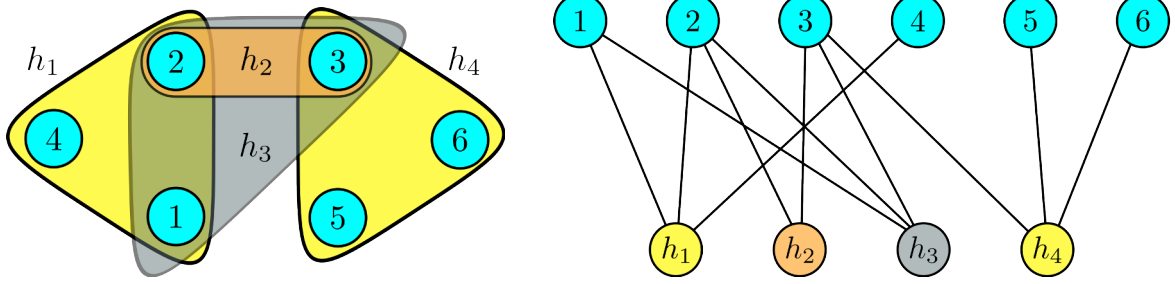 h₁ 2 h₂ 3 h₄
4 h₃ 6
1 5
1 2 3 4 5 6
h₁ h₂ h₃ h₄